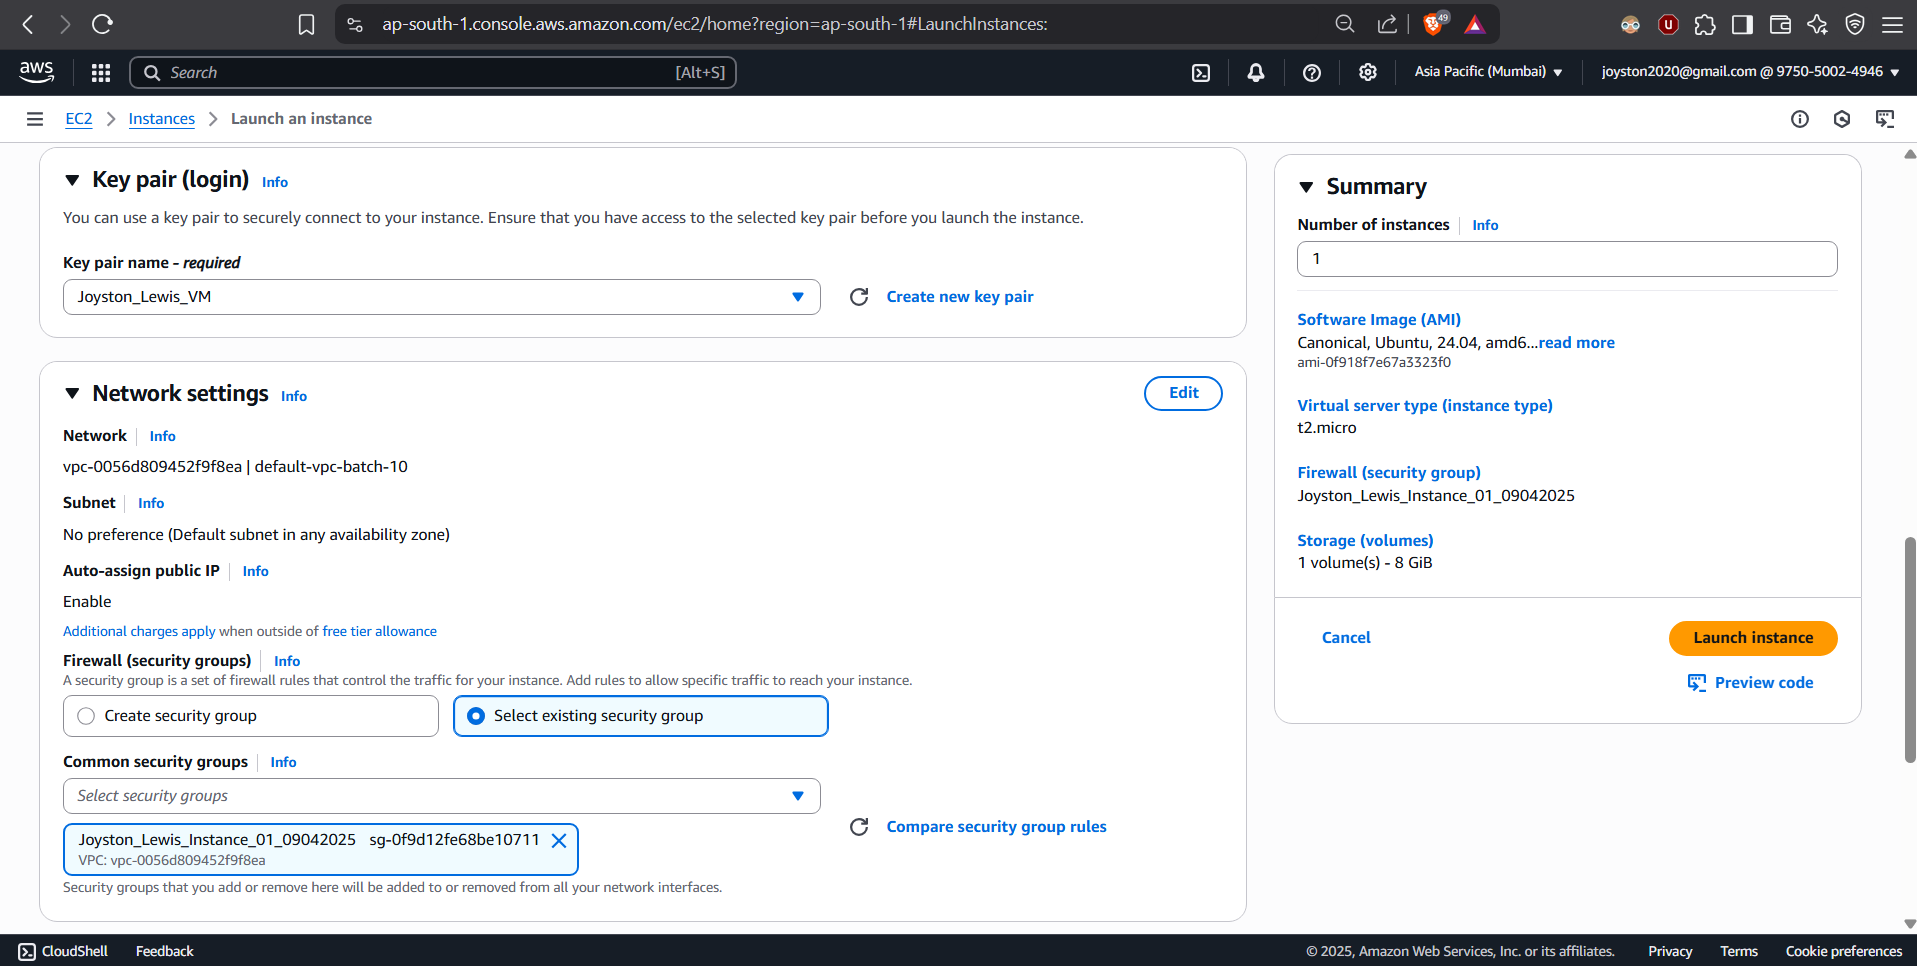 ap-south-1.console.aws.amazon.com/ec2/home?region=ap-south-1#LaunchInstances:
49
U
aws
Search
[Alt+S]
Asia Pacific (Mumbai)
joyston2020@gmail.com @ 9750-5002-4946
EC2
Instances
Launch an instance
Key pair (login)
Info
You can use a key pair to securely connect to your instance. Ensure that you have access to the selected key pair before you launch the instance.
Key pair name - required
Joyston_Lewis_VM
Create new key pair
Network settings
Info
Edit
Network
Info
vpc-0056d809452f9f8ea | default-vpc-batch-10
Subnet
Info
No preference (Default subnet in any availability zone)
Auto-assign public IP
Info
Enable
Additional charges apply when outside of free tier allowance
Firewall (security groups)
Info
A security group is a set of firewall rules that control the traffic for your instance. Add rules to allow specific traffic to reach your instance.
Create security group
Select existing security group
Common security groups
Info
Select security groups
Joyston_Lewis_Instance_01_09042025 sg-0f9d12fe68be10711
VPC: vpc-0056d809452f9f8ea
Compare security group rules
Security groups that you add or remove here will be added to or removed from all your network interfaces.
Summary
Number of instances
Info
1
Software Image (AMI)
Canonical, Ubuntu, 24.04, amd6...read more
ami-0f918f7e67a3323f0
Virtual server type (instance type)
t2.micro
Firewall (security group)
Joyston_Lewis_Instance_01_09042025
Storage (volumes)
1 volume(s) - 8 GiB
Cancel
Launch instance
Preview code
CloudShell
Feedback
© 2025, Amazon Web Services, Inc. or its affiliates.
Privacy
Terms
Cookie preferences